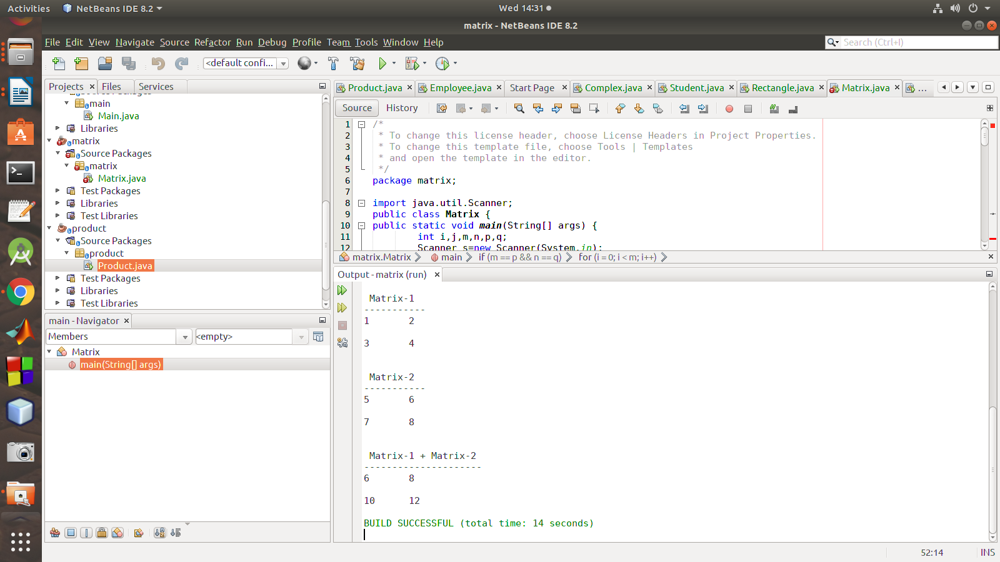 Activities NetBeans IDE 8.2 Wed 14:31
matrix - NetBeans IDE 8.2
File Edit View Navigate Source Refactor Run Debug Profile Team Tools Window Help Search (Ctrl+I)
<default confi...
Projects Files Services
main
Main.java
Libraries
matrix
Source Packages
matrix
Matrix.java
Test Packages
Libraries
Test Libraries
product
Source Packages
product
Product.java
Test Packages
Libraries
Test Libraries
main - Navigator
Members <empty>
Matrix
main(String[] args)
Product.java Employee.java Start Page Complex.java Student.java Rectangle.java Matrix.java ...
Source History
1 /*
2 * To change this license header, choose License Headers in Project Properties.
3 * To change this template file, choose Tools | Templates
4 * and open the template in the editor.
5 */
6 package matrix;
7
8 import java.util.Scanner;
9 public class Matrix {
10 public static void main(String[] args) {
11 int i,j,m,n,p,q;
12 Scanner s=new Scanner(System.in);
matrix.Matrix main if (m == p && n == q) for (i = 0; i < m; i++)
Output - matrix (run)
Matrix-1
-----------
1 2
3 4
Matrix-2
-----------
5 6
7 8
Matrix-1 + Matrix-2
---------------------
6 8
10 12
BUILD SUCCESSFUL (total time: 14 seconds)
52:14 INS